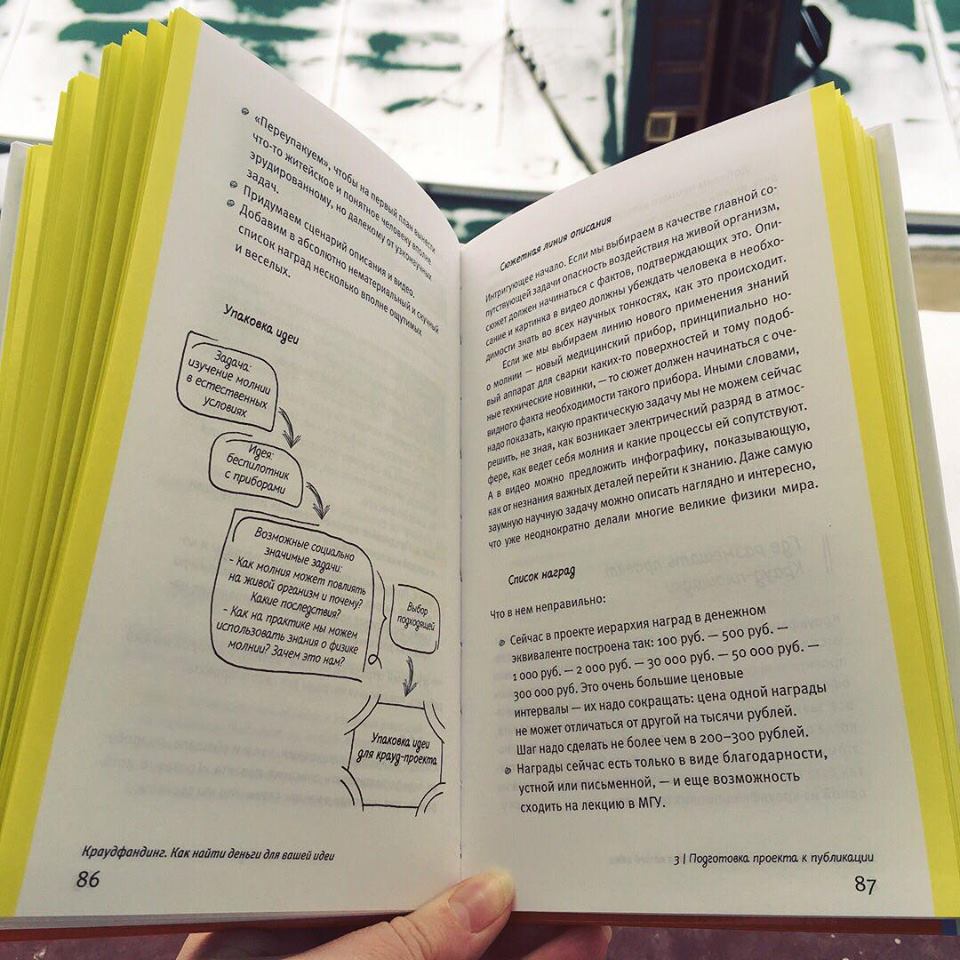 «Переупакуем», чтобы на первый план вынести
что-то житейское и понятное человеку вполне
эрудированному, но далекому от узконаучных
задач.
Придумаем сценарий описания и видео.
Добавим в абсолютно нематериальный и скучный
список наград несколько вполне ощутимых
и веселых.
Упаковка идеи
Задача:
изучение молнии
в естественных
условиях
Идея:
беспилотник
с приборами
Возможные социально
значимые задачи:
- Как молния может повлиять
на живой организм и почему?
Какие последствия?
- Как на практике мы можем
использовать знания о физике
молнии? Зачем это нам?
Выбор
подходящей
Упаковка идеи
для крауд-проекта
Краудфандинг. Как найти деньги для вашей идеи
86
Сюжетная линия описания
Интригующее начало. Если мы выбираем в качестве главной со-
путствующей задачи опасность воздействия на живой организм,
сюжет должен начинаться с фактов, подтверждающих это. Опи-
сание и картинка в видео должны убеждать человека в необхо-
димости знать во всех научных тонкостях, как это происходит.
Если же мы выбираем линию нового применения знаний
о молнии — новый медицинский прибор, принципиально но-
вый аппарат для сварки каких-то поверхностей и тому подоб-
ные технические новинки, — то сюжет должен начинаться с оче-
видного факта необходимости такого прибора. Иными словами,
надо показать, какую практическую задачу мы не можем сейчас
решить, не зная, как возникает электрический разряд в атмос-
фере, как ведет себя молния и какие процессы ей сопутствуют.
А в видео можно предложить инфографику, показывающую,
как от незнания важных деталей перейти к знанию. Даже самую
заумную научную задачу можно описать наглядно и интересно,
что уже неоднократно делали многие великие физики мира.
Список наград
Что в нем неправильно:
Сейчас в проекте иерархия наград в денежном
эквиваленте построена так: 100 руб. — 500 руб. —
1 000 руб. — 2 000 руб. — 30 000 руб. — 50 000 руб. —
300 000 руб. Это очень большие ценовые
интервалы — их надо сокращать: цена одной награды
не может отличаться от другой на тысячи рублей.
Шаг надо сделать не более чем в 200–300 рублей.
Награды сейчас есть только в виде благодарности,
устной или письменной, — и еще возможность
сходить на лекцию в МГУ.
3 | Подготовка проекта к публикации
87